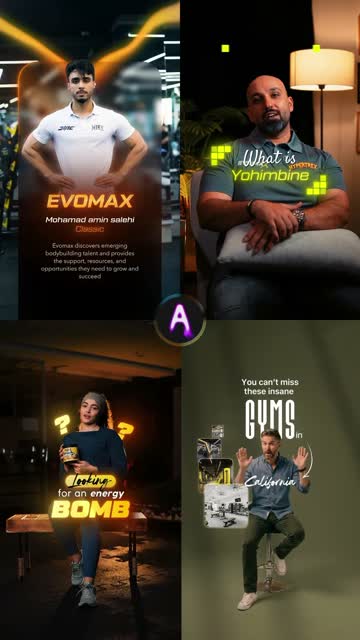 EVOMAX
Mohamad amin salehi
Classic
Evomax discovers emerging
bodybuilding talent and provides
the support, resources, and
opportunities they need to grow and
succeed
What is
Yohimbine
A
? ?
Looking
for an energy
BOMB
You can't miss
these insane
GYMS in
California